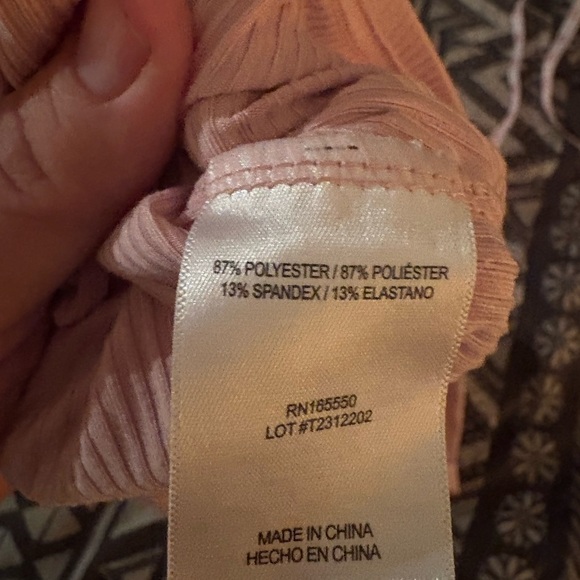 87% POLYESTER / 87% POLIÉSTER
13% SPANDEX / 13% ELASTANO
RN165550
LOT #T2312202
MADE IN CHINA
HECHO EN CHINA